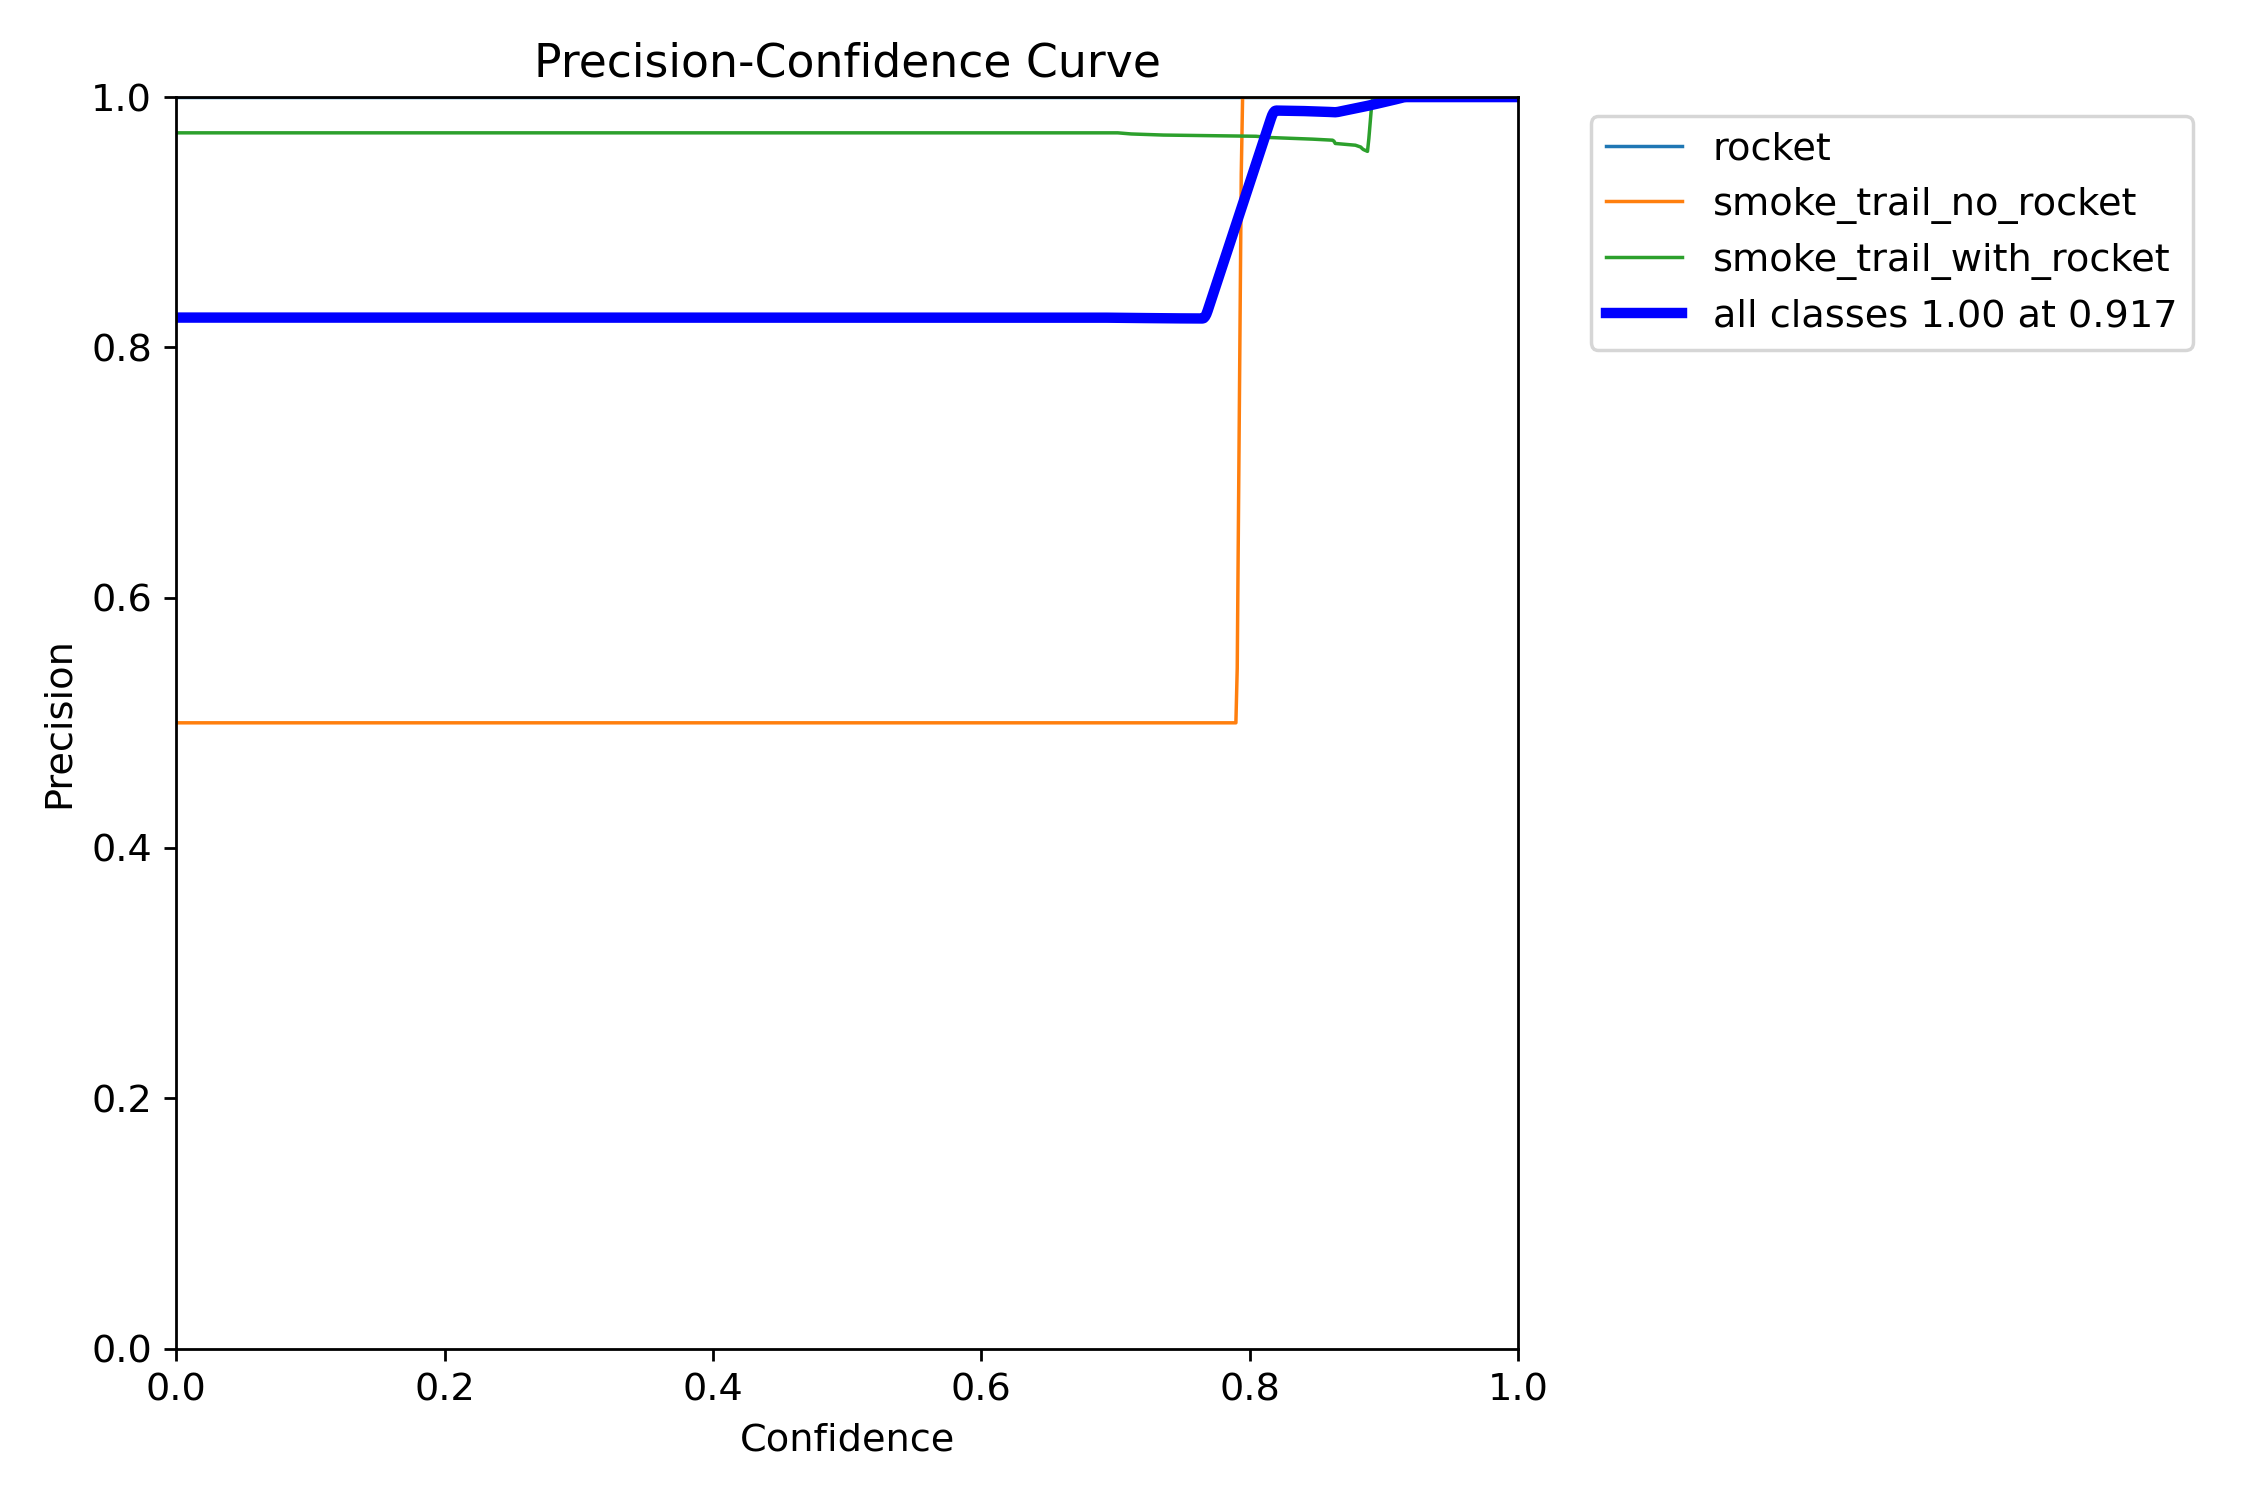 Precision-Confidence Curve
1.0
0.8
0.6
0.4
0.2
0.0
Precision
0.0 0.2 0.4 0.6 0.8 1.0
Confidence
rocket
smoke_trail_no_rocket
smoke_trail_with_rocket
all classes 1.00 at 0.917